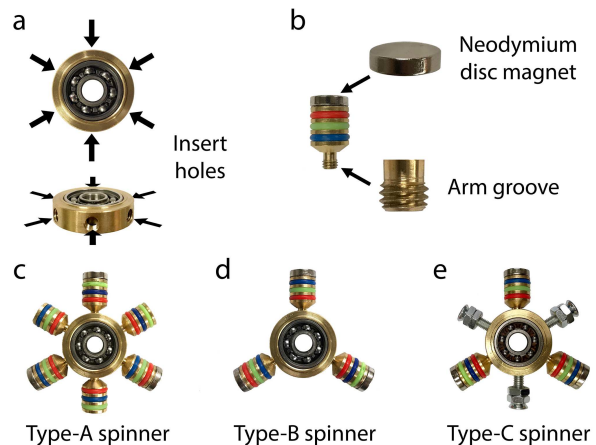 a
b
Neodymium
disc magnet
Insert
holes
Arm groove
c
d
e
Type-A spinner
Type-B spinner
Type-C spinner